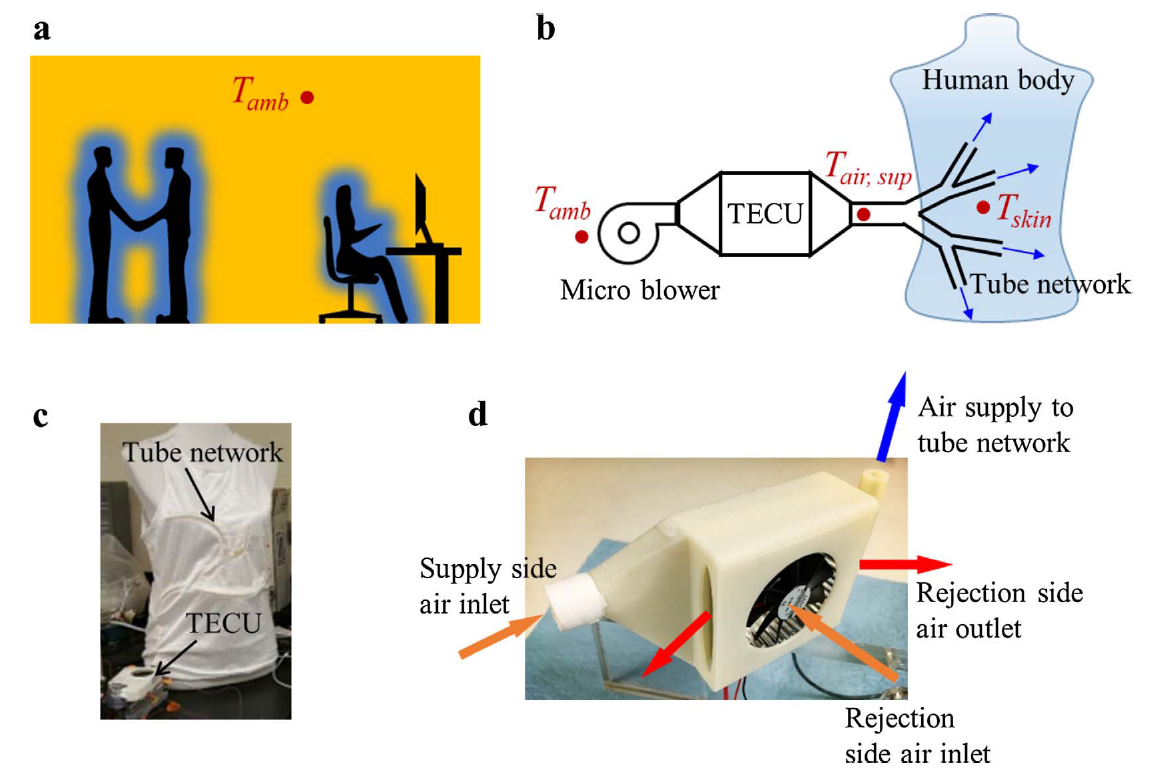 a
T_amb
b
Human body
T_air, sup
T_amb
TECU
T_skin
Micro blower
Tube network
c
Tube network
TECU
d
Air supply to
tube network
Supply side
air inlet
Rejection side
air outlet
Rejection
side air inlet